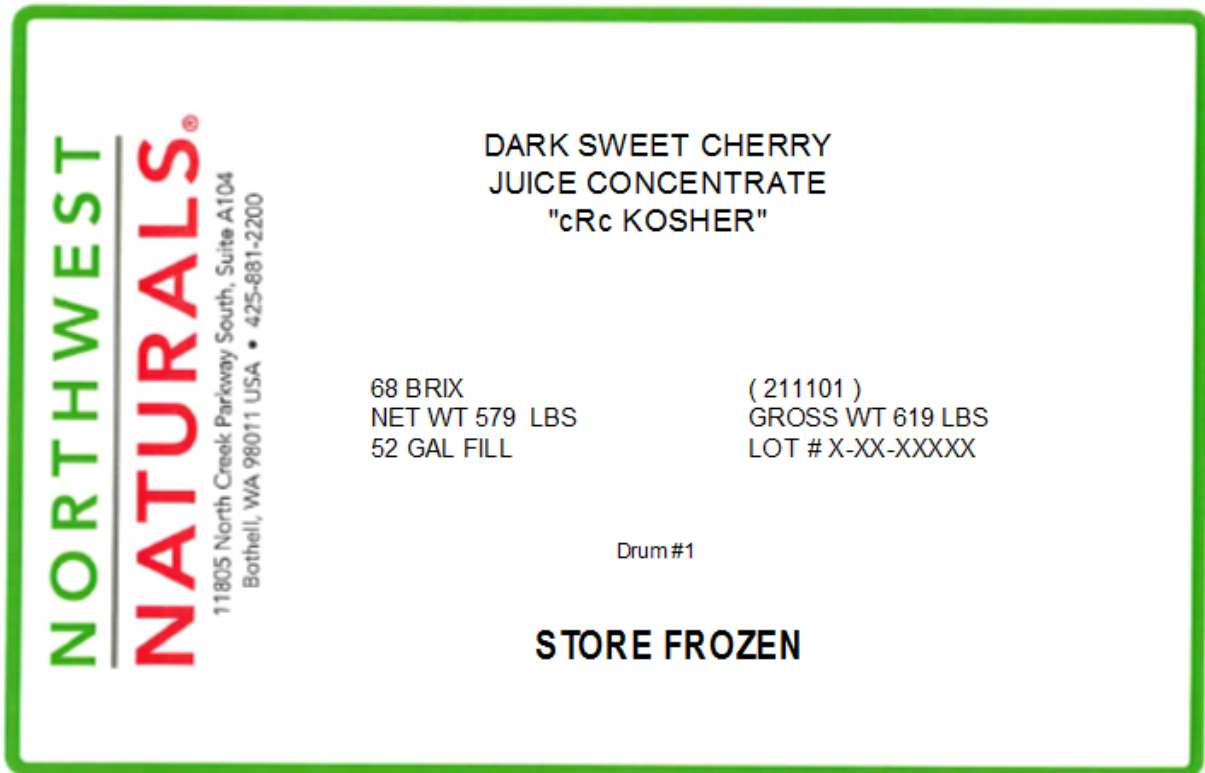 NORTHWEST
NATURALS®
11805 North Creek Parkway South, Suite A104
Bothell, WA 98011 USA • 425-881-2200
DARK SWEET CHERRY
JUICE CONCENTRATE
"cRc KOSHER"
68 BRIX
NET WT 579 LBS
52 GAL FILL
( 211101 )
GROSS WT 619 LBS
LOT # X-XX-XXXXX
Drum #1
STORE FROZEN